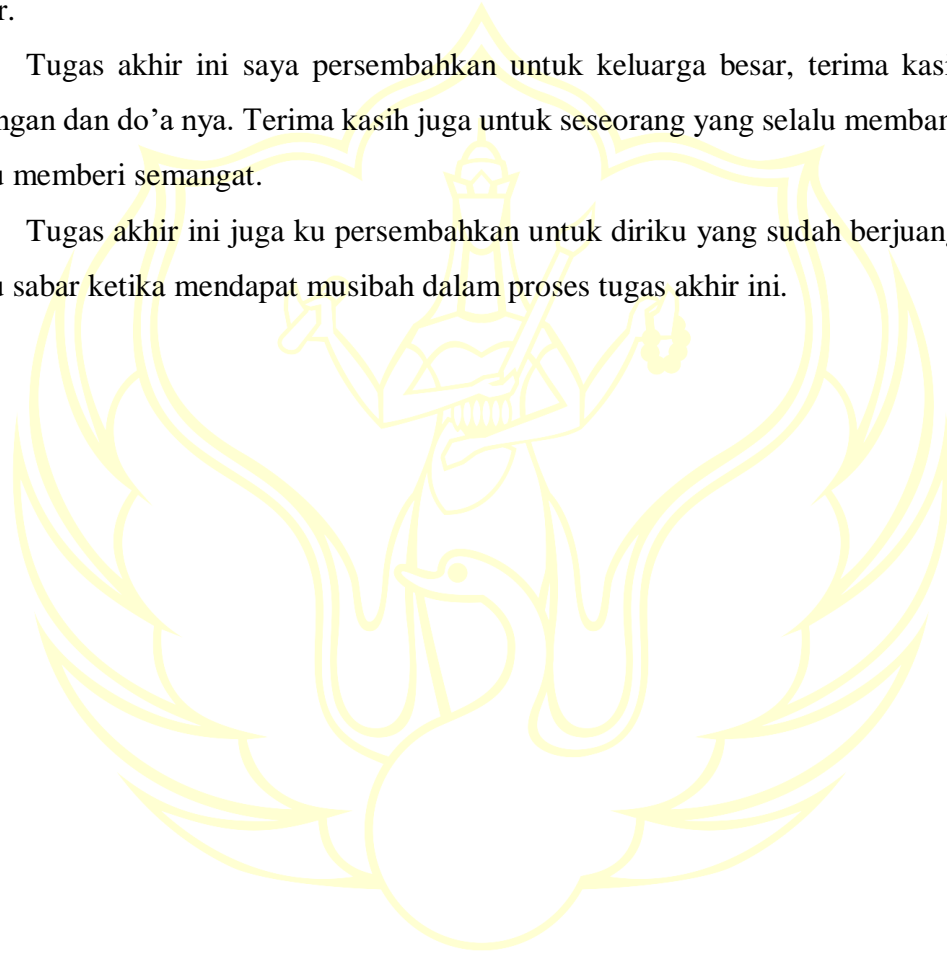 r.
Tugas akhir ini saya persembahkan untuk keluarga besar, terima kasi
ngan dan do’a nya. Terima kasih juga untuk seseorang yang selalu memban
u memberi semangat.
Tugas akhir ini juga ku persembahkan untuk diriku yang sudah berjuang
u sabar ketika mendapat musibah dalam proses tugas akhir ini.